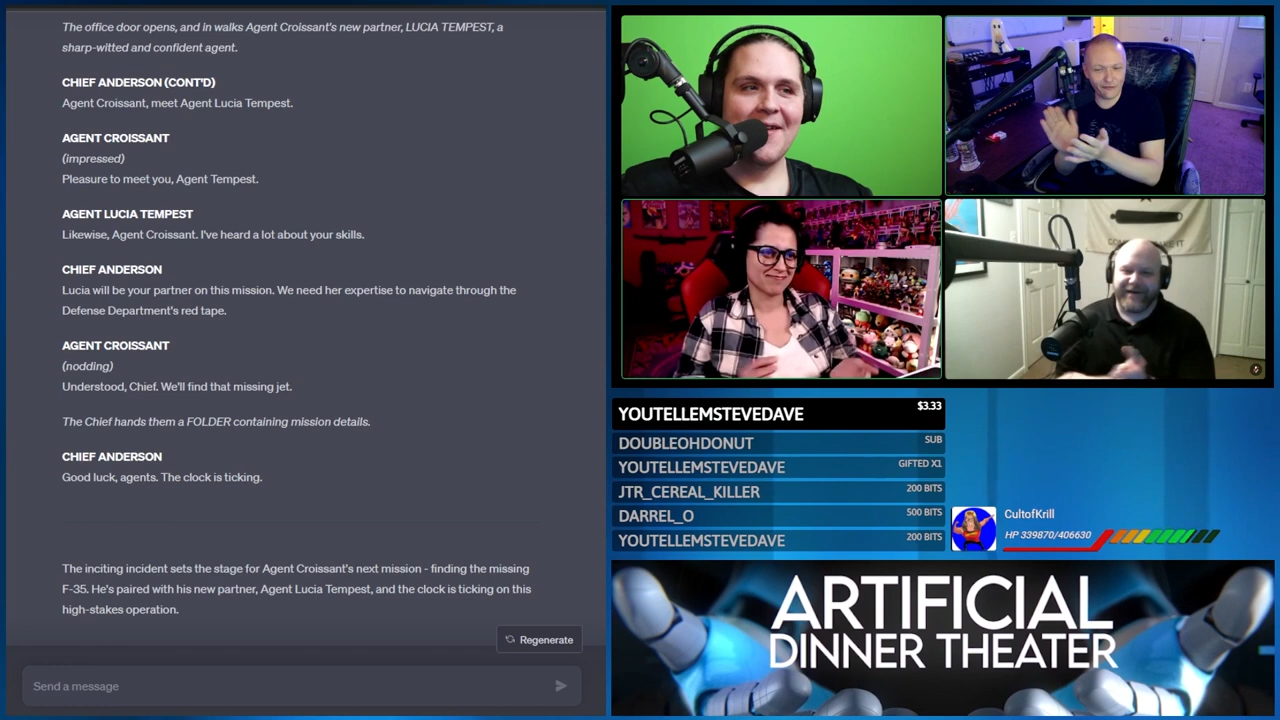 The office door opens, and in walks Agent Croissant's new partner, LUCIA TEMPEST, a
sharp-witted and confident agent.
CHIEF ANDERSON (CONT'D)
Agent Croissant, meet Agent Lucia Tempest.
AGENT CROISSANT
(impressed)
Pleasure to meet you, Agent Tempest.
AGENT LUCIA TEMPEST
Likewise, Agent Croissant. I've heard a lot about your skills.
CHIEF ANDERSON
Lucia will be your partner on this mission. We need her expertise to navigate through the
Defense Department's red tape.
AGENT CROISSANT
(nodding)
Understood, Chief. We'll find that missing jet.
The Chief hands them a FOLDER containing mission details.
CHIEF ANDERSON
Good luck, agents. The clock is ticking.
The inciting incident sets the stage for Agent Croissant's next mission - finding the missing
F-35. He's paired with his new partner, Agent Lucia Tempest, and the clock is ticking on this
high-stakes operation.
Regenerate
Send a message
YOUTELLEMSTEVEDAVE $3.33
DOUBLEOHDONUT SUB
YOUTELLEMSTEVEDAVE GIFTED X1
JTR_CEREAL_KILLER 200 BITS
DARREL_O 500 BITS
YOUTELLEMSTEVEDAVE 200 BITS
CultofKrill
HP 339870/406630
ARTIFICIAL
DINNER THEATER